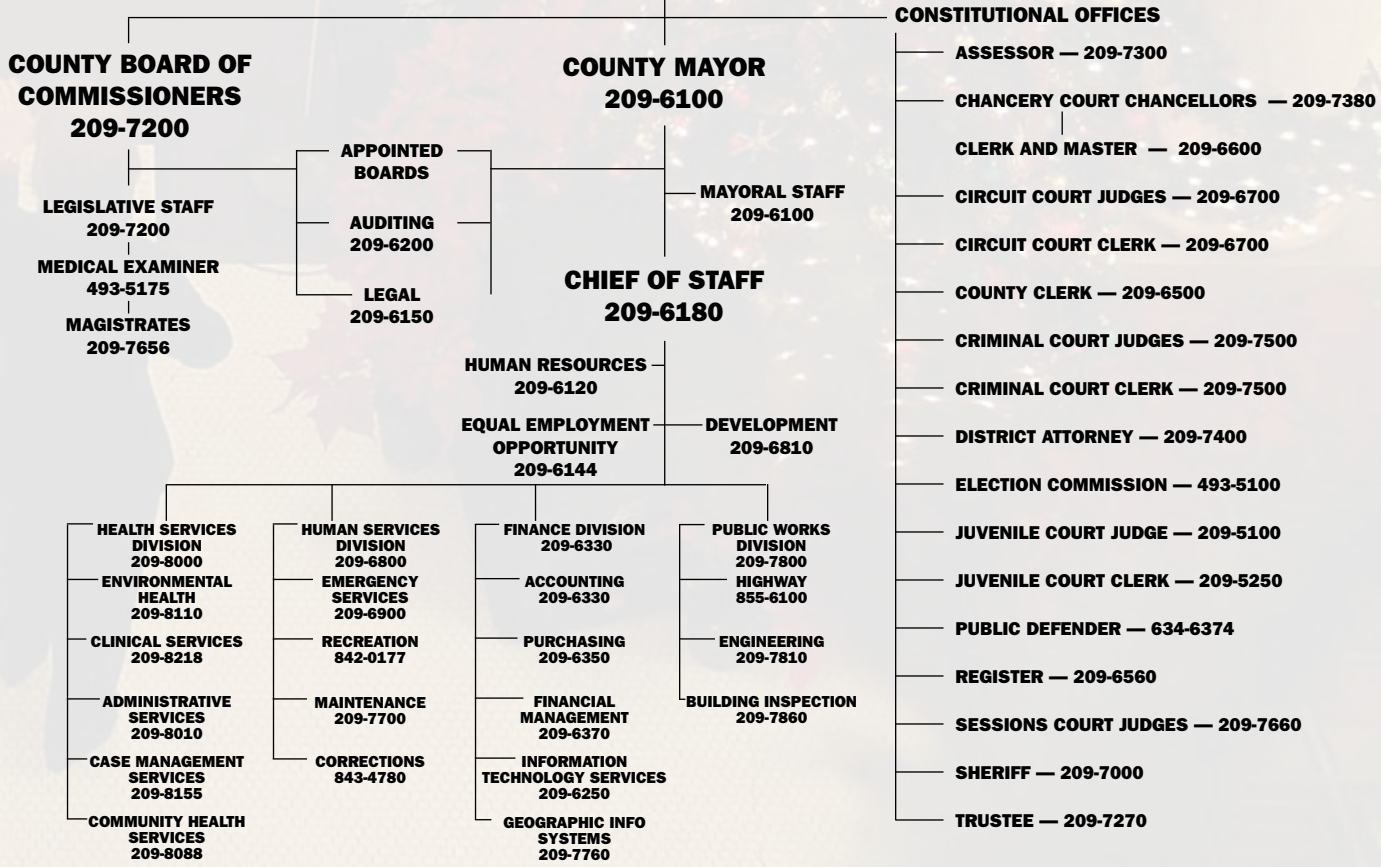 CONSTITUTIONAL OFFICES
COUNTY BOARD OF
COMMISSIONERS
209-7200
LEGISLATIVE STAFF
209-7200
MEDICAL EXAMINER
493-5175
MAGISTRATES
209-7656
APPOINTED
BOARDS
AUDITING
209-6200
LEGAL
209-6150
COUNTY MAYOR
209-6100
MAYORAL STAFF
209-6100
CHIEF OF STAFF
209-6180
HUMAN RESOURCES
209-6120
EQUAL EMPLOYMENT
OPPORTUNITY
209-6144
DEVELOPMENT
209-6810
HEALTH SERVICES
DIVISION
209-8000
ENVIRONMENTAL
HEALTH
209-8110
CLINICAL SERVICES
209-8218
ADMINISTRATIVE
SERVICES
209-8010
CASE MANAGEMENT
SERVICES
209-8155
COMMUNITY HEALTH
SERVICES
209-8088
HUMAN SERVICES
DIVISION
209-6800
EMERGENCY
SERVICES
209-6900
RECREATION
842-0177
MAINTENANCE
209-7700
CORRECTIONS
843-4780
FINANCE DIVISION
209-6330
ACCOUNTING
209-6330
PURCHASING
209-6350
FINANCIAL
MANAGEMENT
209-6370
INFORMATION
TECHNOLOGY SERVICES
209-6250
GEOGRAPHIC INFO
SYSTEMS
209-7760
PUBLIC WORKS
DIVISION
209-7800
HIGHWAY
855-6100
ENGINEERING
209-7810
BUILDING INSPECTION
209-7860
ASSESSOR — 209-7300
CHANCERY COURT CHANCELLORS — 209-7380
CLERK AND MASTER — 209-6600
CIRCUIT COURT JUDGES — 209-6700
CIRCUIT COURT CLERK — 209-6700
COUNTY CLERK — 209-6500
CRIMINAL COURT JUDGES — 209-7500
CRIMINAL COURT CLERK — 209-7500
DISTRICT ATTORNEY — 209-7400
ELECTION COMMISSION — 493-5100
JUVENILE COURT JUDGE — 209-5100
JUVENILE COURT CLERK — 209-5250
PUBLIC DEFENDER — 634-6374
REGISTER — 209-6560
SESSIONS COURT JUDGES — 209-7660
SHERIFF — 209-7000
TRUSTEE — 209-7270